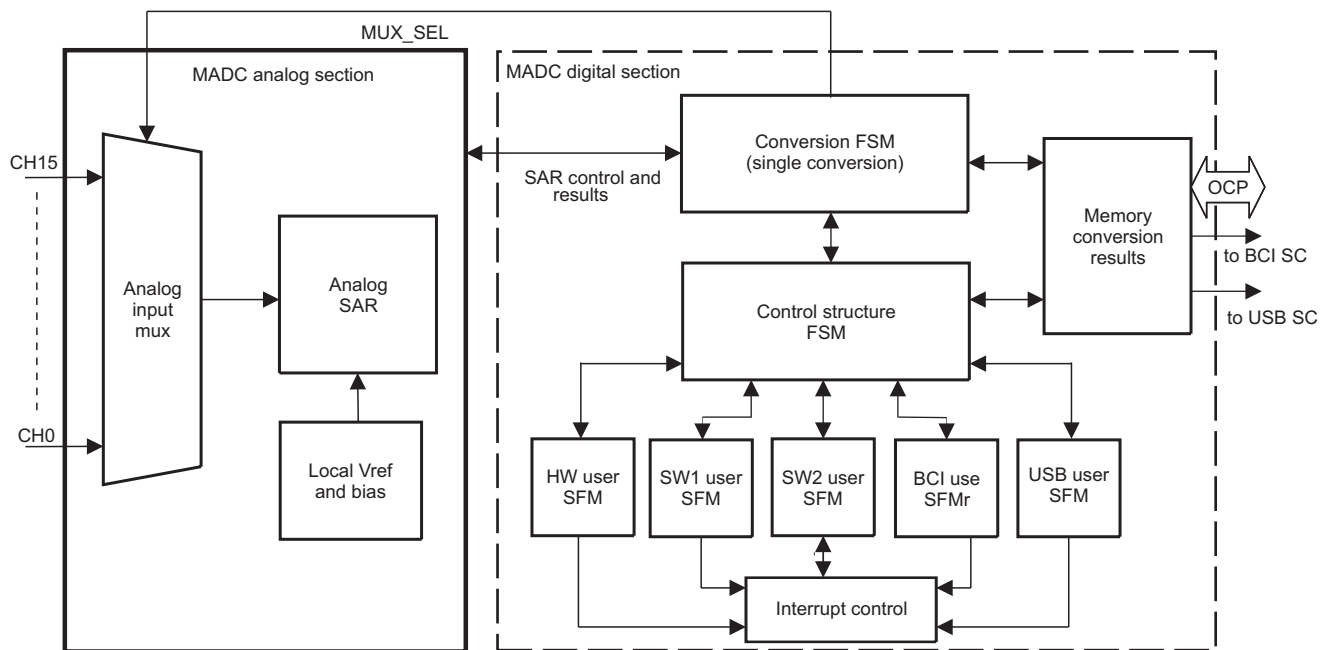 MUX_SEL
MADC analog section
MADC digital section
CH15
CH0
Analog
input
mux
Analog
SAR
Local Vref
and bias
SAR control and
results
Conversion FSM
(single conversion)
Control structure
FSM
Memory
conversion
results
OCP
to BCI SC
to USB SC
HW user
SFM
SW1 user
SFM
SW2 user
SFM
BCI use
SFMr
USB user
SFM
Interrupt control